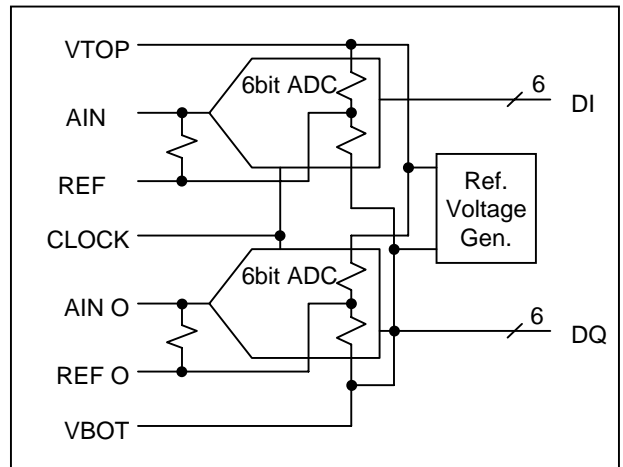 VTOP
6bit ADC
6
DI
AIN
REF
Ref.
Voltage
Gen.
CLOCK
6bit ADC
AIN O
6
DQ
REF O
VBOT